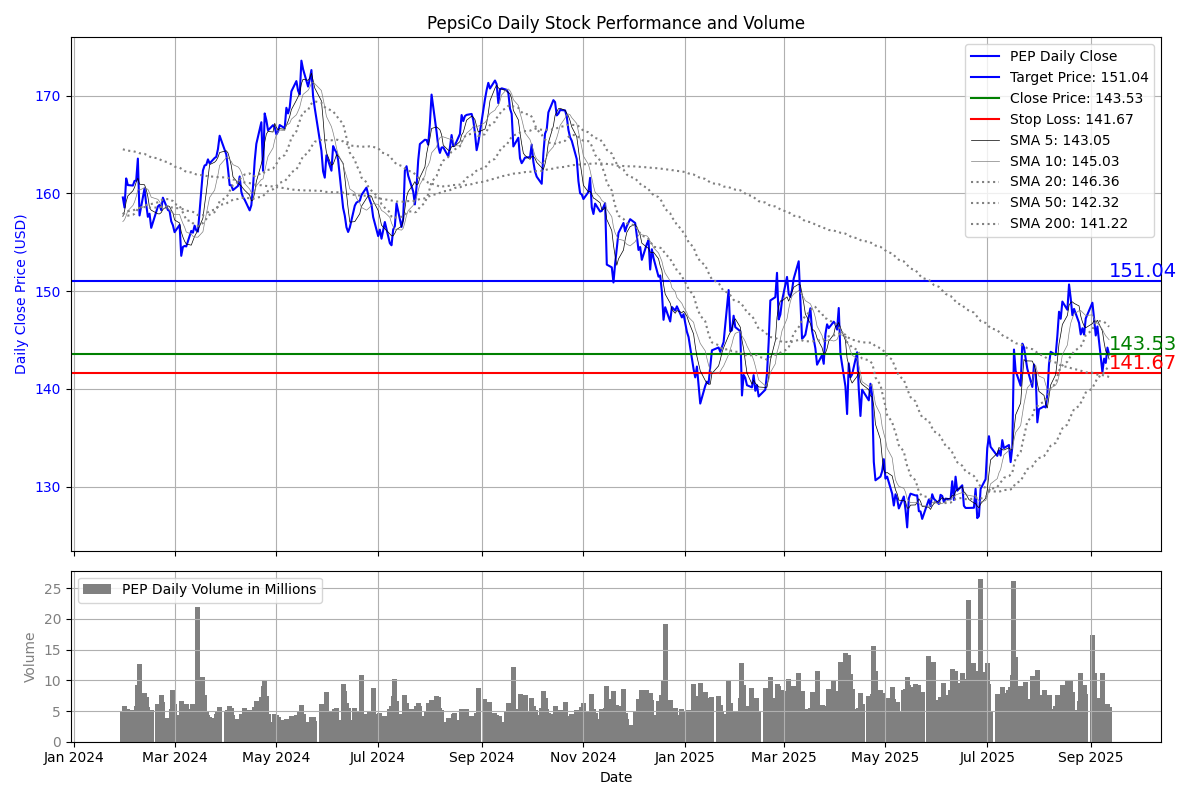 PepsiCo Daily Stock Performance and Volume
Daily Close Price (USD)
170
160
150
140
130
PEP Daily Close
Target Price: 151.04
Close Price: 143.53
Stop Loss: 141.67
SMA 5: 143.05
SMA 10: 145.03
SMA 20: 146.36
SMA 50: 142.32
SMA 200: 141.22
151.04
143.53
141.67
PEP Daily Volume in Millions
Volume
25
20
15
10
5
0
Jan 2024
Mar 2024
May 2024
Jul 2024
Sep 2024
Nov 2024
Jan 2025
Mar 2025
May 2025
Jul 2025
Sep 2025
Date